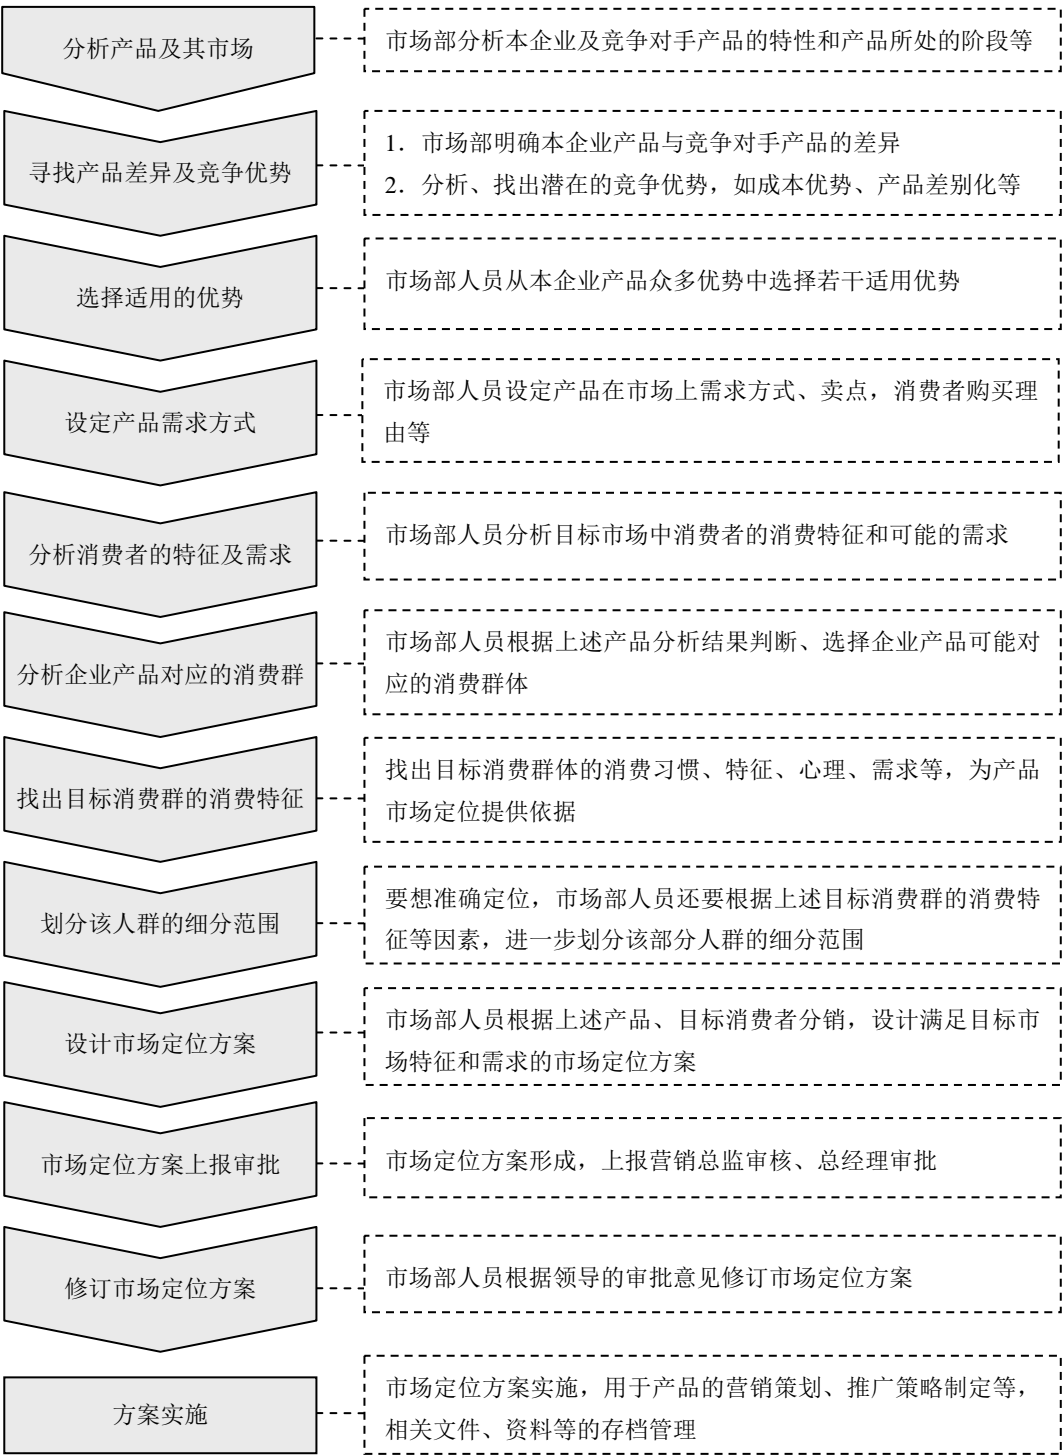 分析产品及其市场
市场部分析本企业及竞争对手产品的特性和产品所处的阶段等
寻找产品差异及竞争优势
1．市场部明确本企业产品与竞争对手产品的差异
2．分析、找出潜在的竞争优势，如成本优势、产品差别化等
选择适用的优势
市场部人员从本企业产品众多优势中选择若干适用优势
设定产品需求方式
市场部人员设定产品在市场上需求方式、卖点，消费者购买理
由等
分析消费者的特征及需求
市场部人员分析目标市场中消费者的消费特征和可能的需求
分析企业产品对应的消费群
市场部人员根据上述产品分析结果判断、选择企业产品可能对
应的消费群体
找出目标消费群的消费特征
找出目标消费群体的消费习惯、特征、心理、需求等，为产品
市场定位提供依据
划分该人群的细分范围
要想准确定位，市场部人员还要根据上述目标消费群的消费特
征等因素，进一步划分该部分人群的细分范围
设计市场定位方案
市场部人员根据上述产品、目标消费者分销，设计满足目标市
场特征和需求的市场定位方案
市场定位方案上报审批
市场定位方案形成，上报营销总监审核、总经理审批
修订市场定位方案
市场部人员根据领导的审批意见修订市场定位方案
方案实施
市场定位方案实施，用于产品的营销策划、推广策略制定等，
相关文件、资料等的存档管理